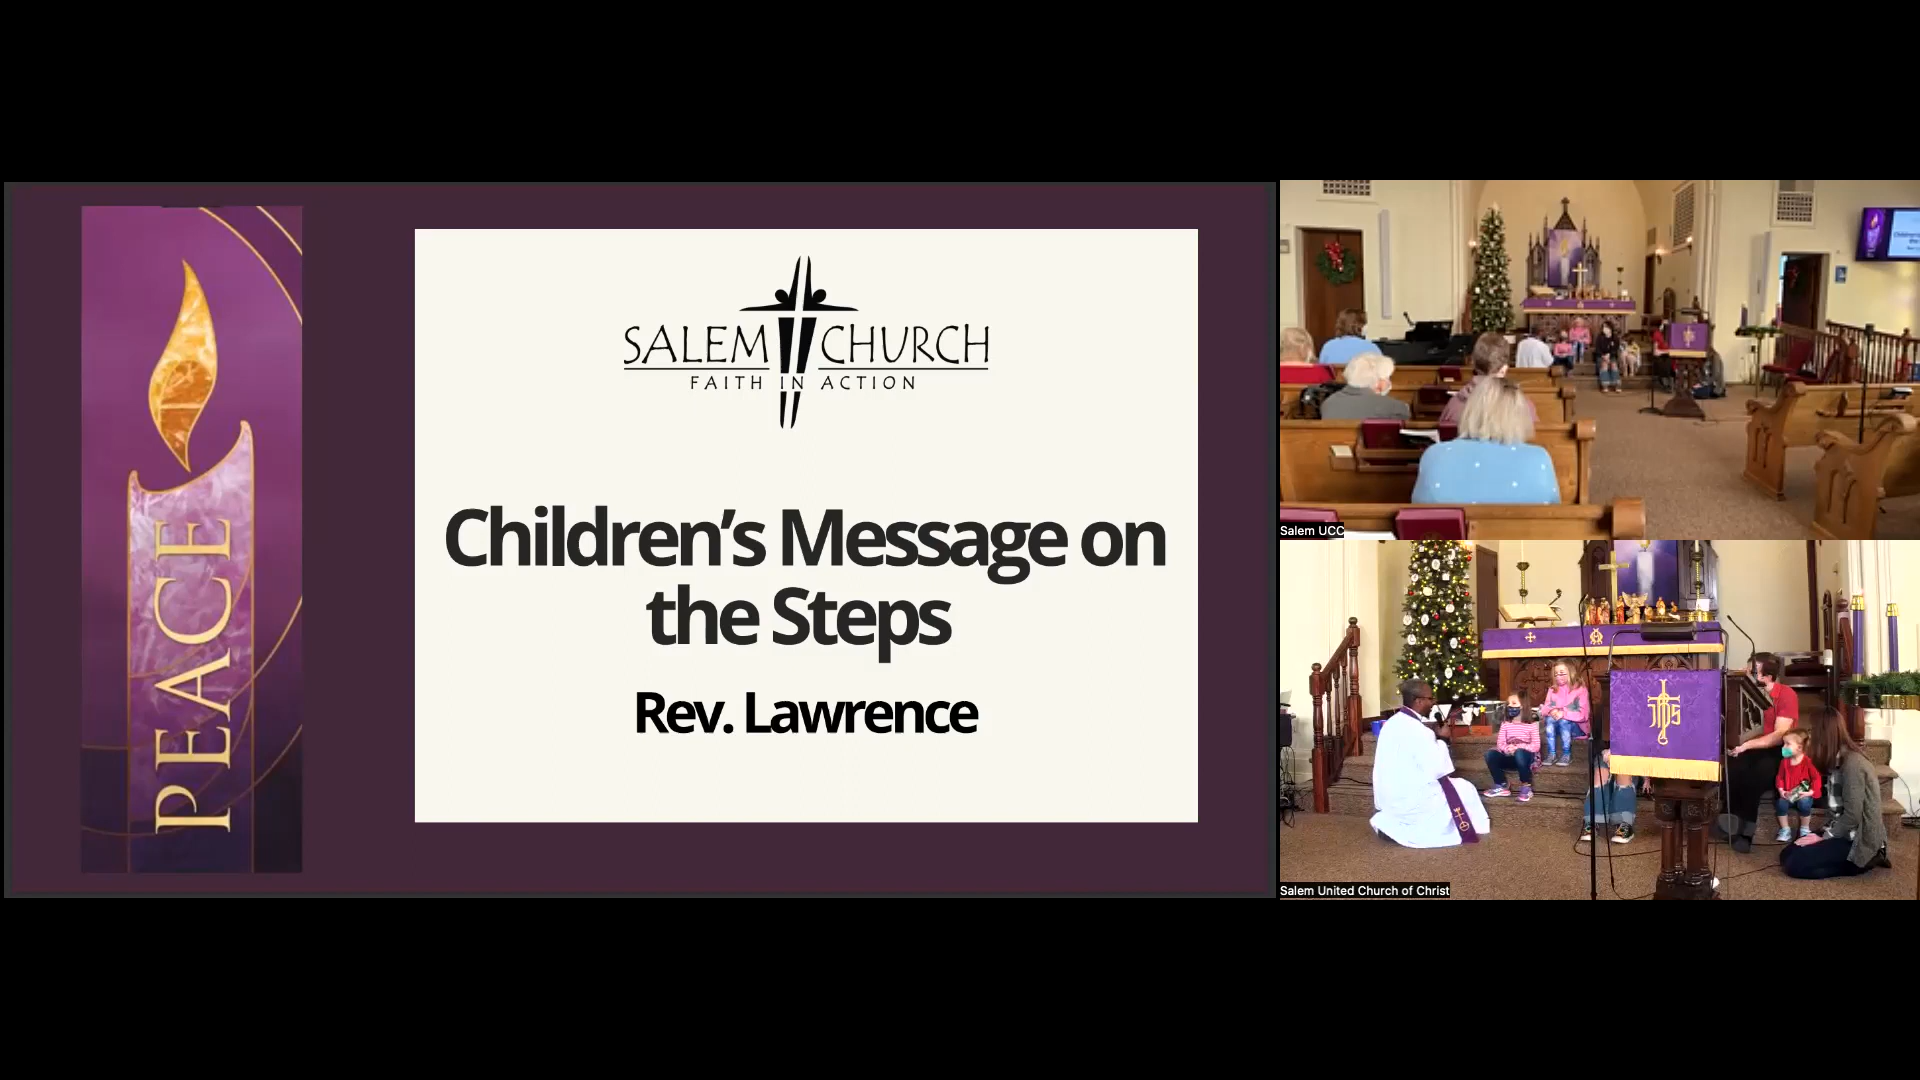 PEACE
SALEM CHURCH
FAITH IN ACTION
Children's Message on
the Steps
Rev. Lawrence
Salem UCC
Salem United Church of Christ